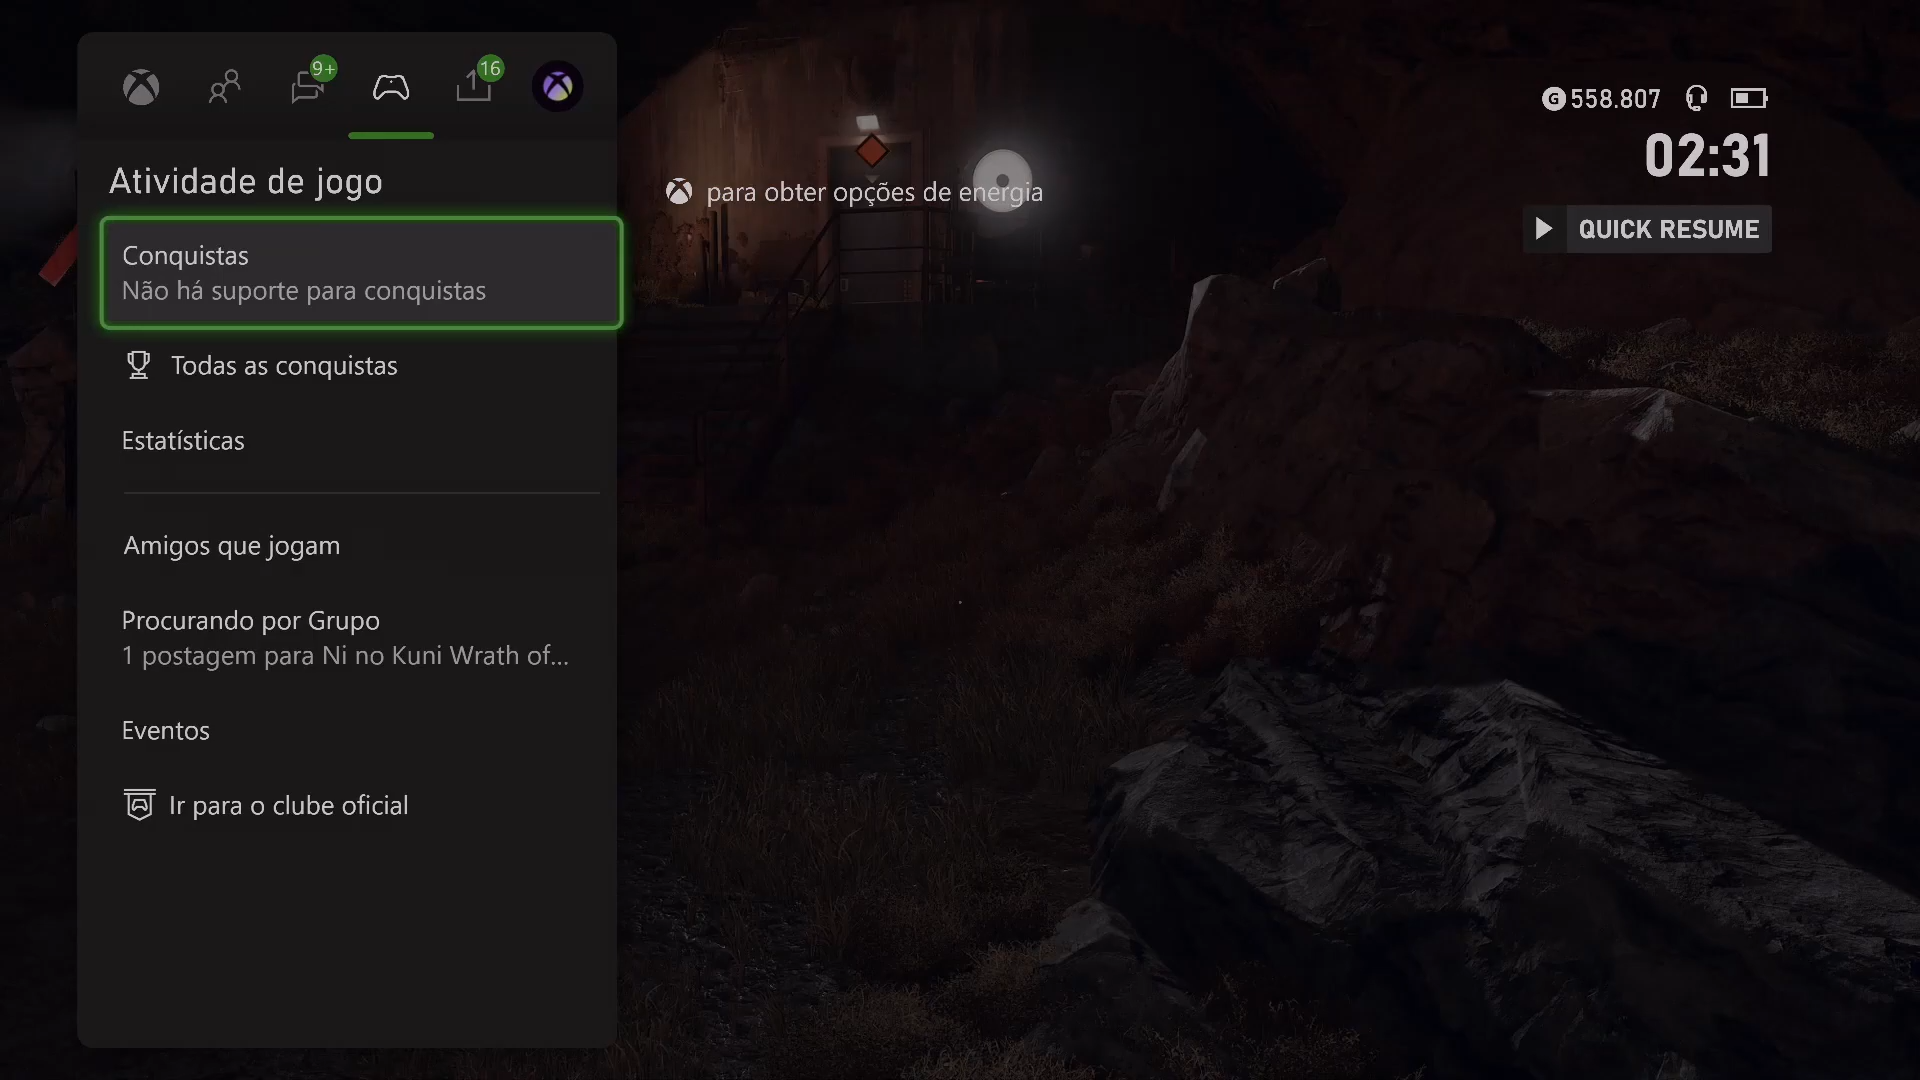 9+
16
Atividade de jogo
Conquistas
Não há suporte para conquistas
Todas as conquistas
Estatísticas
Amigos que jogam
Procurando por Grupo
1 postagem para Ni no Kuni Wrath of...
Eventos
Ir para o clube oficial
para obter opções de energia
G 558.807
02:31
QUICK RESUME